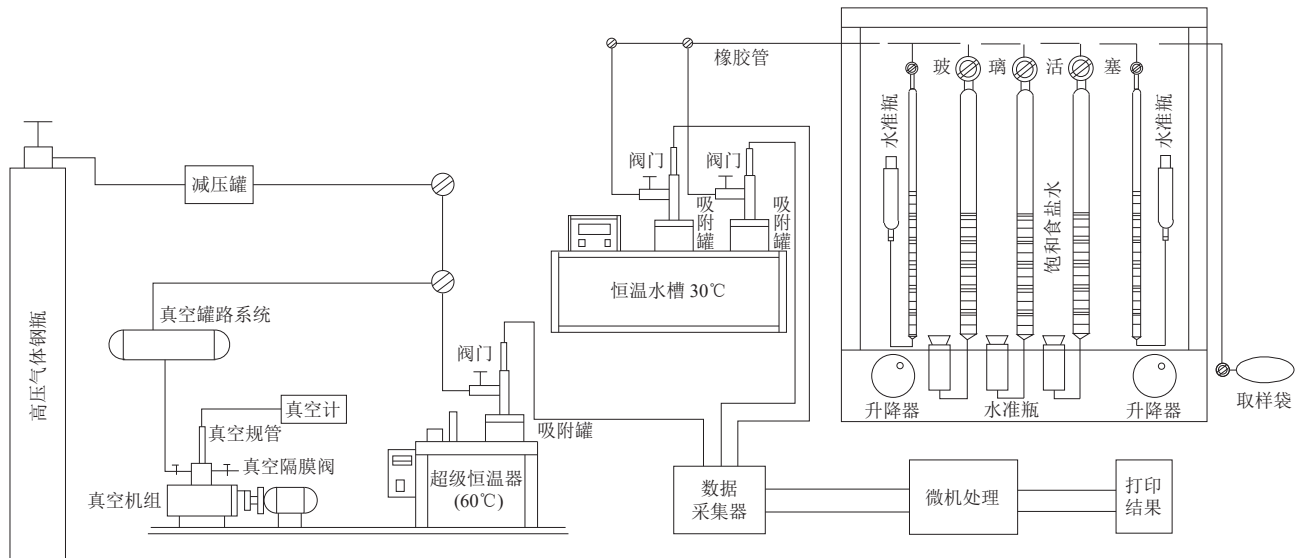 橡胶管
玻 璃 活 塞
水准瓶
水准瓶
阀门
阀门
减压罐
吸附罐
吸附罐
饱和食盐水
恒温水槽 30℃
真空罐路系统
高压气体钢瓶
阀门
真空计
升降器
水准瓶
升降器
取样袋
真空规管
吸附罐
真空隔膜阀
超级恒温器
(60℃)
真空机组
数据
采集器
微机处理
打印
结果